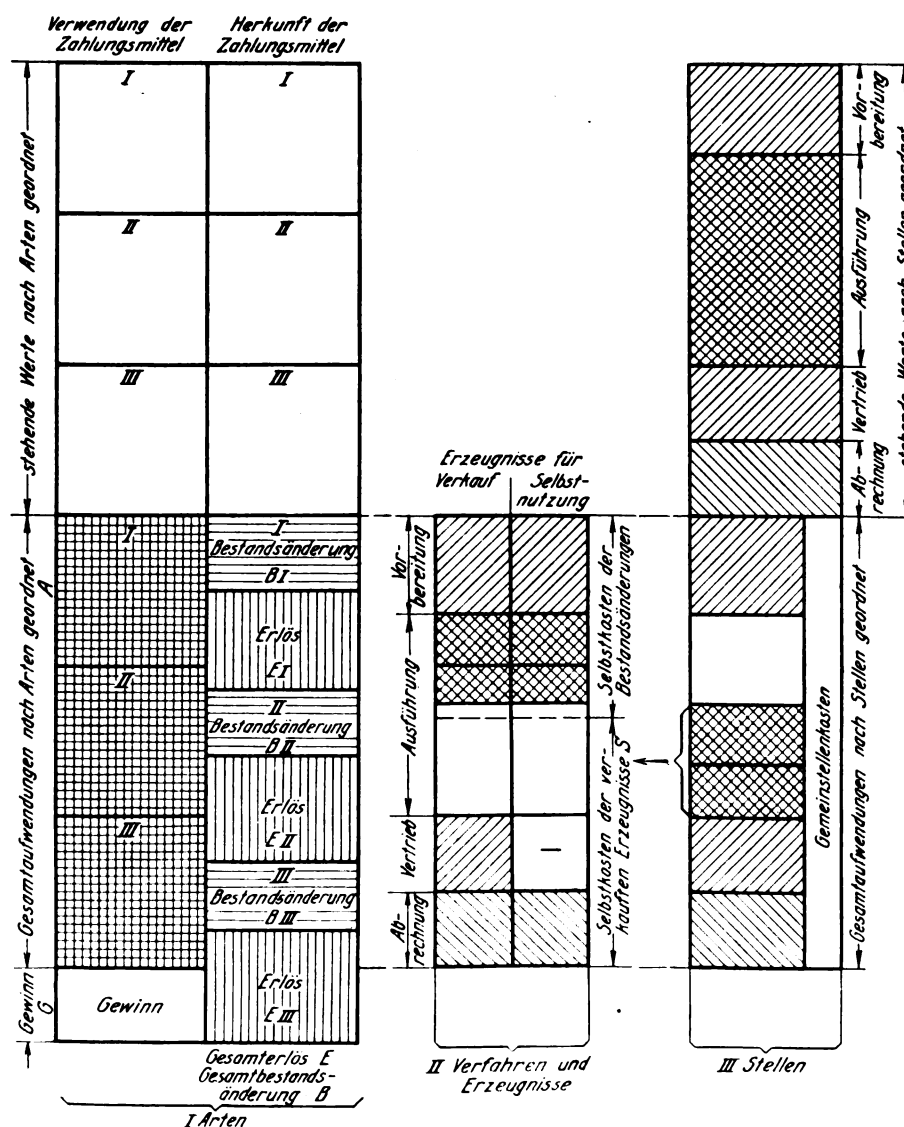 Verwendung der
Zahlungsmittel
Herkunft der
Zahlungsmittel
stehende Werte nach Arten geordnet
I
I
II
II
III
III
Gesamtaufwendungen nach Arten geordnet
A
I
II
III
I
Bestandsänderung
B I
Erlös
E I
II
Bestandsänderung
B II
Erlös
E II
III
Bestandsänderung
B III
Erlös
E III
Gewinn
G
Gewinn
Gesamterlös E
Gesamtbestands-
änderung B
I Arten
Erzeugnisse für
Verkauf
Selbst-
nutzung
Vor-
bereitung
Ausführung
Vertrieb
Ab-
rechnung
–
Selbstkosten der
Bestandsänderungen
Selbstkosten der ver-
kauften Erzeugnisse S
II Verfahren und
Erzeugnisse
Vor-
bereitung
Ausführung
Vertrieb
Ab-
rechnung
stehende Werte nach Stellen geordnet
Gemeinstellenkosten
Gesamtaufwendungen nach Stellen geordnet
III Stellen